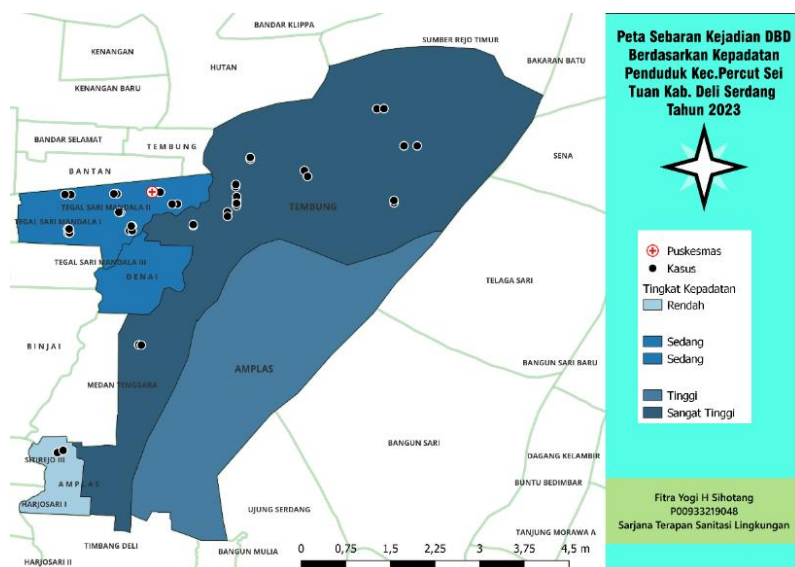 Peta Sebaran Kejadian DBD
Berdasarkan Kepadatan
Penduduk Kec.Percut Sei
Tuan Kab. Deli Serdang
Tahun 2023
BANDAR KLIPPA
SUMBER REJO TIMUR
KENANGAN
HUTAN
BAKARAN BATU
KENANGAN BARU
BANDAR SELAMAT
TEMBUNG
SENA
BANTAN
TEGAL SARI MANDALA II
TEMBUNG
TEGAL SARI MANDALA I
TEGAL SARI MANDALA III
DENAI
TELAGA SARI
BINJAI
AMPLAS
BANGUN SARI BARU
MEDAN TENGGARA
BANGUN SARI
DAGANG KELAMBIR
SITIREJO III
AMPLAS
BUNTU BEDIMBAR
HARJOSARI I
UJUNG SERDANG
TANJUNG MORAWA A
TIMBANG DELI
BANGUN MULIA
HARJOSARI II
0 0,75 1,5 2,25 3 3,75 4,5 m
Puskesmas
Kasus
Tingkat Kepadatan
Rendah
Sedang
Sedang
Tinggi
Sangat Tinggi
Fitra Yogi H Sihotang
P00933219048
Sarjana Terapan Sanitasi Lingkungan